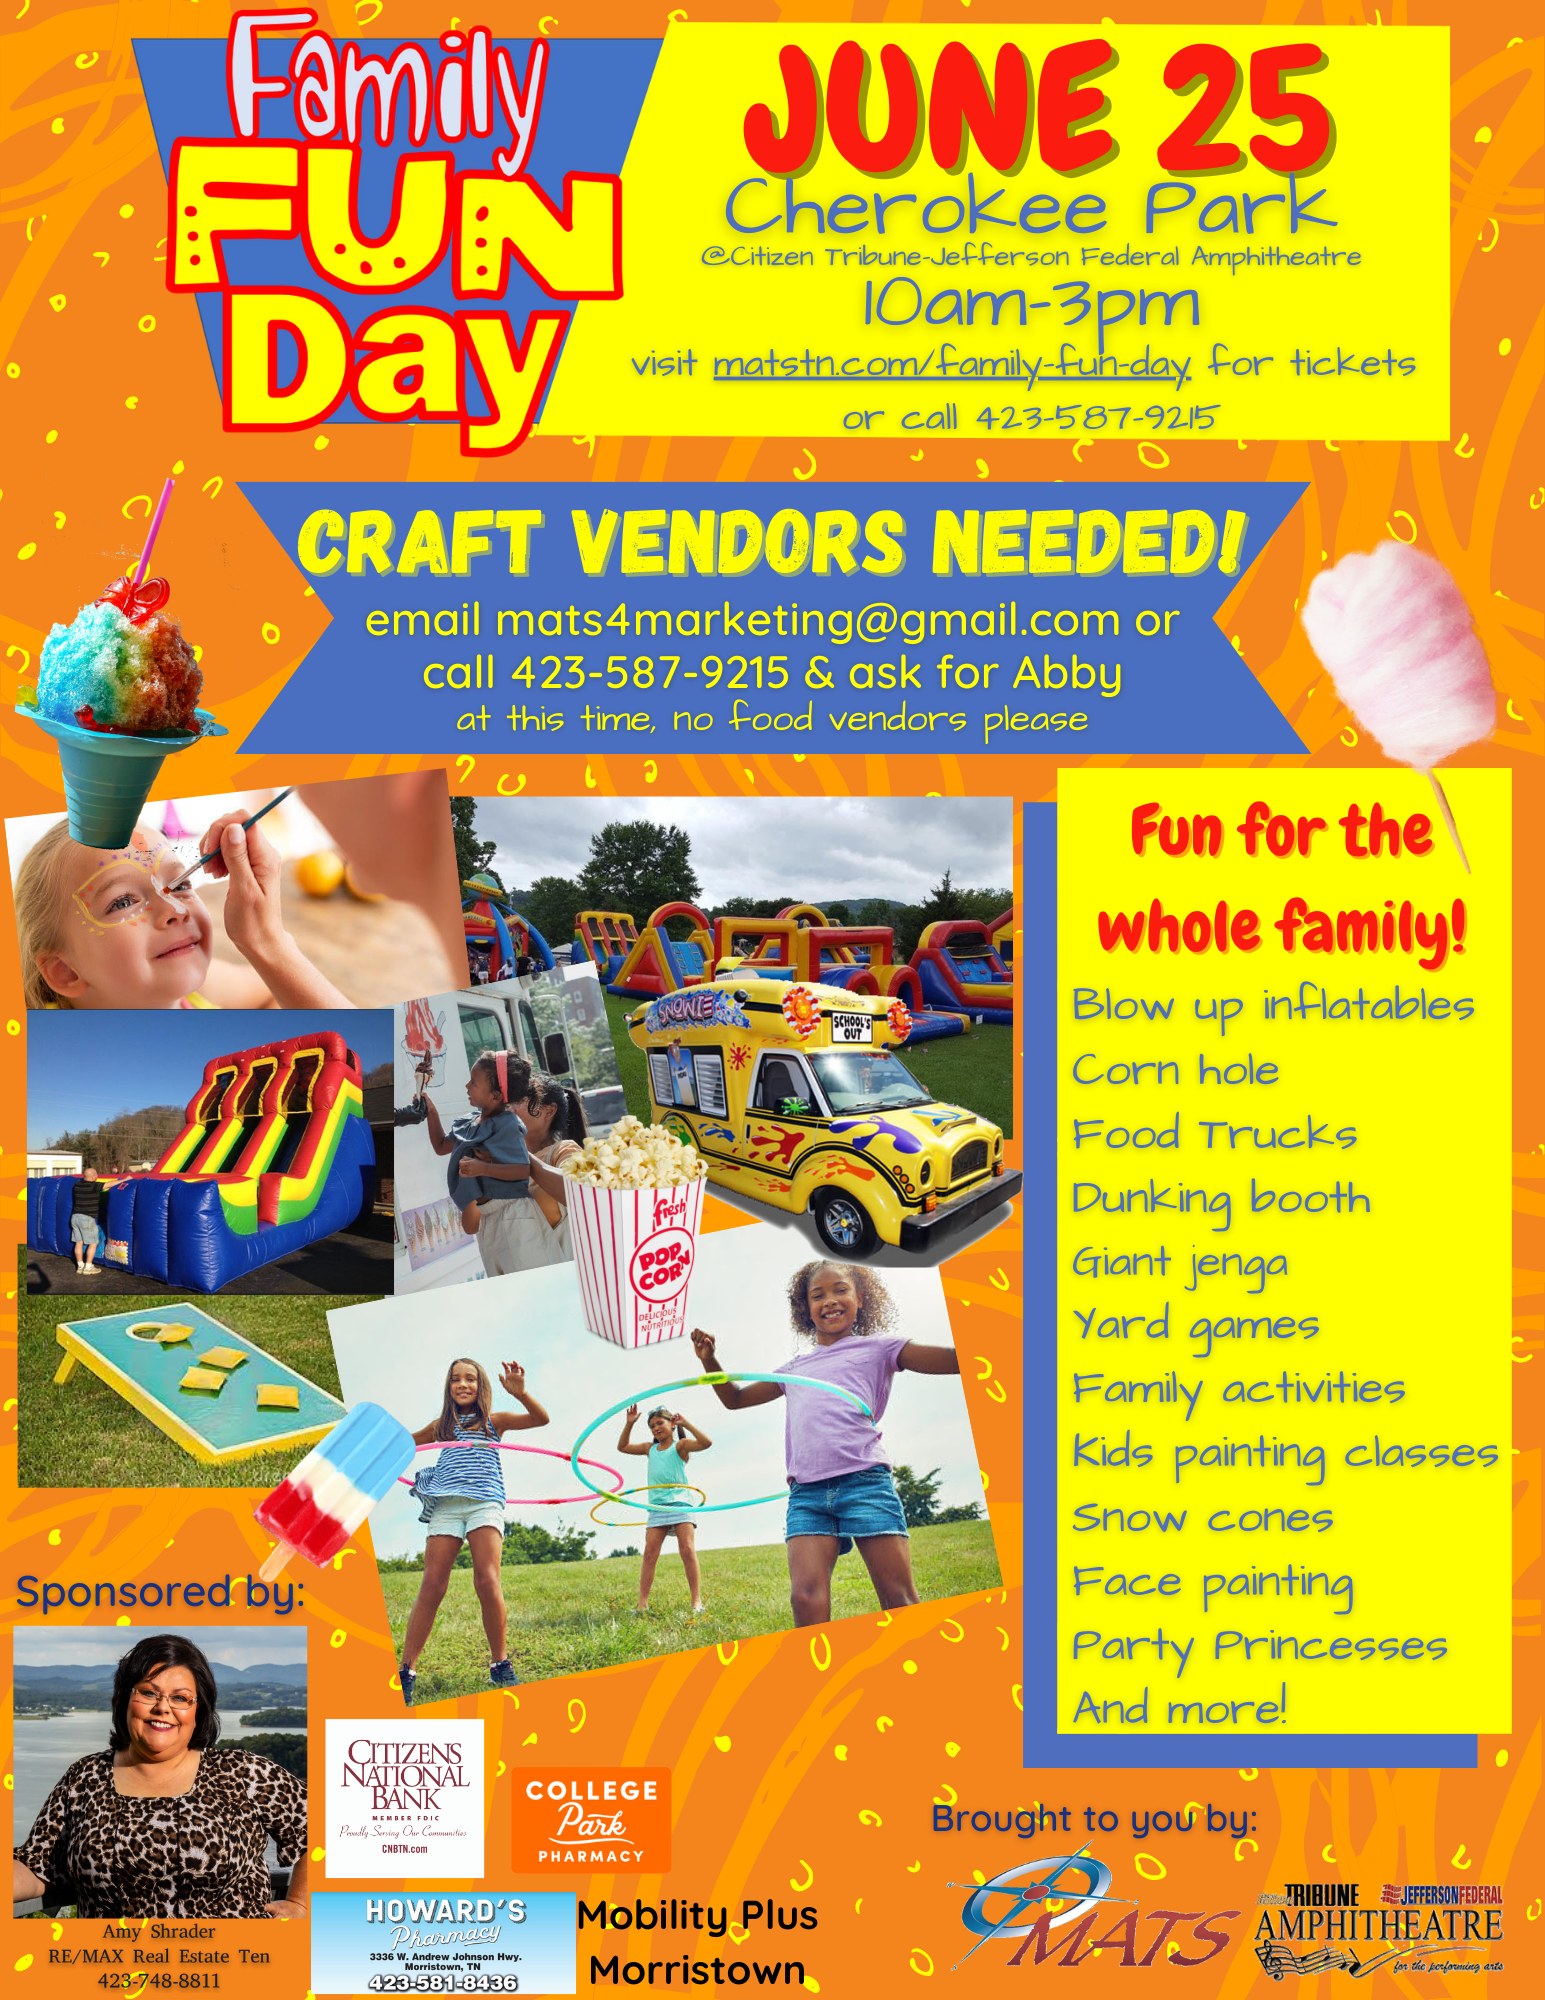 Family
FUN
Day
JUNE 25
Cherokee Park
@Citizen Tribune-Jefferson Federal Amphitheatre
10am-3pm
visit matstn.com/family-fun-day for tickets
or call 423-587-9215
CRAFT VENDORS NEEDED!
email mats4marketing@gmail.com or
call 423-587-9215 & ask for Abby
at this time, no food vendors please
SNOWIE
SCHOOL'S
OUT
fresh
POP
CORN
DELICIOUS
NUTRITIOUS
Fun for the
whole family!
Blow up inflatables
Corn hole
Food Trucks
Dunking booth
Giant jenga
Yard games
Family activities
Kids painting classes
Snow cones
Face painting
Party Princesses
And more!
Sponsored by:
Amy Shrader
RE/MAX Real Estate Ten
423-748-8811
CITIZENS
NATIONAL
BANK
MEMBER FDIC
Proudly Serving Our Communities
CNBTN.com
COLLEGE
Park
PHARMACY
HOWARD'S
Pharmacy
3336 W. Andrew Johnson Hwy.
Morristown, TN
423-581-8436
Mobility Plus
Morristown
Brought to you by:
MATS
TRIBUNE
JEFFERSON FEDERAL
AMPHITHEATRE
for the performing arts